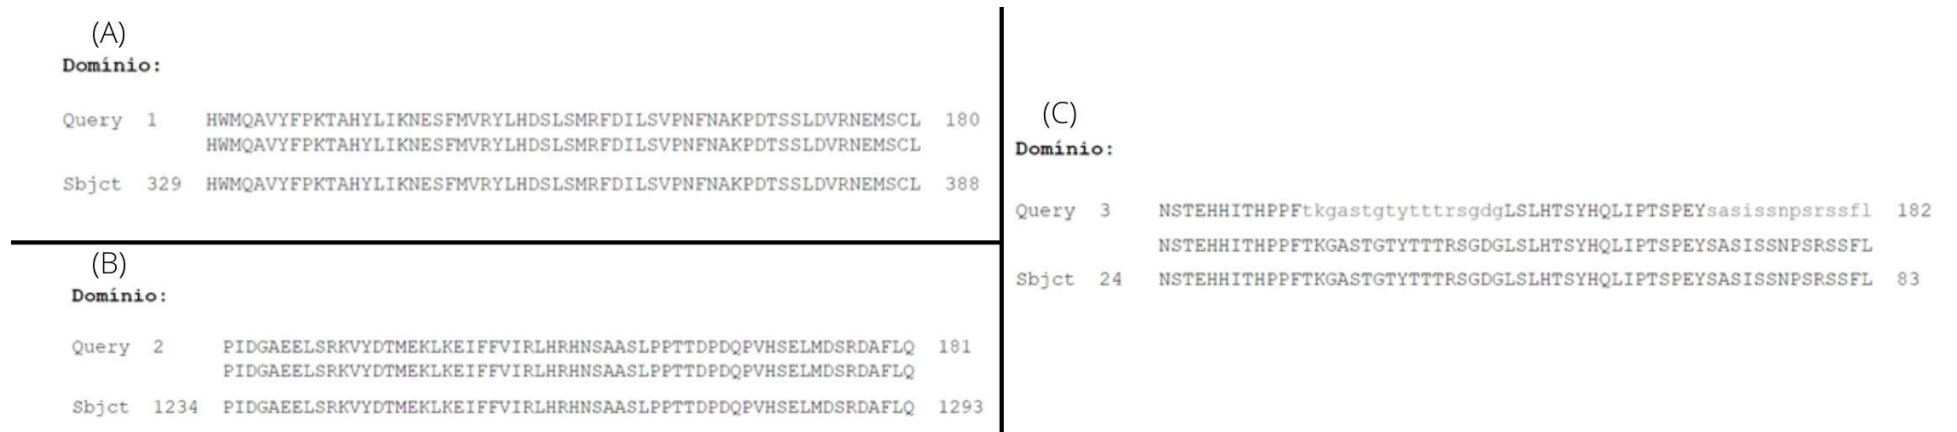 (A)
Domínio:
Query 1 HWMQAVYFPKTAHYLIKNESFMVRYLHDSLSMRFDILSVPNFNAKPDTSSLDVRNEMSCL 180
HWMQAVYFPKTAHYLIKNESFMVRYLHDSLSMRFDILSVPNFNAKPDTSSLDVRNEMSCL
Sbjct 329 HWMQAVYFPKTAHYLIKNESFMVRYLHDSLSMRFDILSVPNFNAKPDTSSLDVRNEMSCL 388
(B)
Domínio:
Query 2 PIDGAEELSRKVYDTMEKLKEIFFVIRLHRHNSAASLPPTTDPDQPVHSELMDSRDAFLQ 181
PIDGAEELSRKVYDTMEKLKEIFFVIRLHRHNSAASLPPTTDPDQPVHSELMDSRDAFLQ
Sbjct 1234 PIDGAEELSRKVYDTMEKLKEIFFVIRLHRHNSAASLPPTTDPDQPVHSELMDSRDAFLQ 1293
(C)
Domínio:
Query 3 NSTEHHITHPPFtkgastgtytttrsgdgLSLHTSYHQLIPTSPEYsasissnpsrssfl 182
NSTEHHITHPPFTKGASTGTYTTTRSGDGLSLHTSYHQLIPTSPEYSASISSNPSRSSFL
Sbjct 24 NSTEHHITHPPFTKGASTGTYTTTRSGDGLSLHTSYHQLIPTSPEYSASISSNPSRSSFL 83